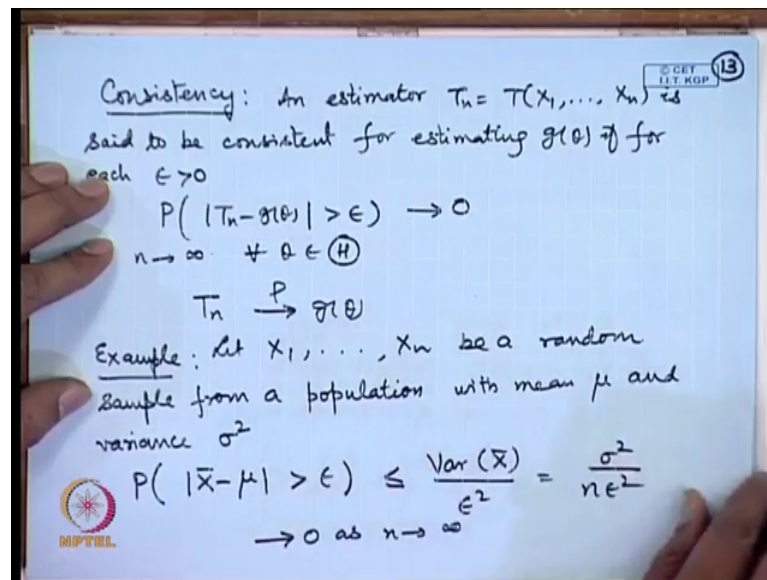 © CET
I.I.T. KGP
13
Consistency: An estimator Tn = T(X1, ..., Xn) is
said to be consistent for estimating g(θ) if for
each ϵ > 0
P( |Tn - g(θ)| > ϵ ) → 0
n → ∞ ∀ θ ∈ Ⓗ
Tn →P g(θ)
Example: Let X1, ..., Xn be a random
sample from a population with mean μ and
variance σ²
P( |X̄ - μ| > ϵ ) ≤ Var(X̄)/ϵ² = σ²/nϵ²
→ 0 as n → ∞
NPTEL